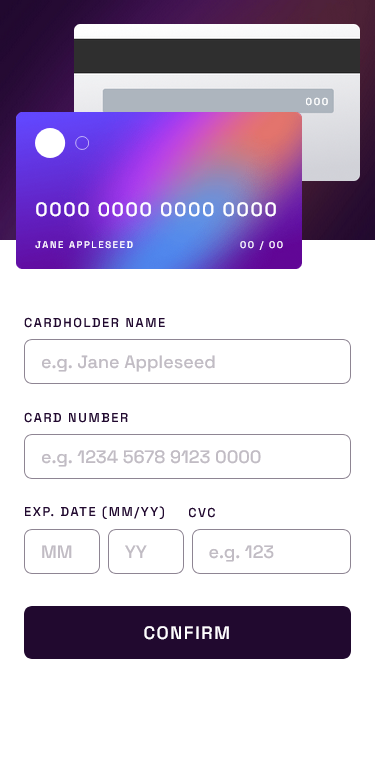 000
0000 0000 0000 0000
JANE APPLESEED 00 / 00
CARDHOLDER NAME
e.g. Jane Appleseed
CARD NUMBER
e.g. 1234 5678 9123 0000
EXP. DATE (MM/YY) CVC
MM YY e.g. 123
CONFIRM